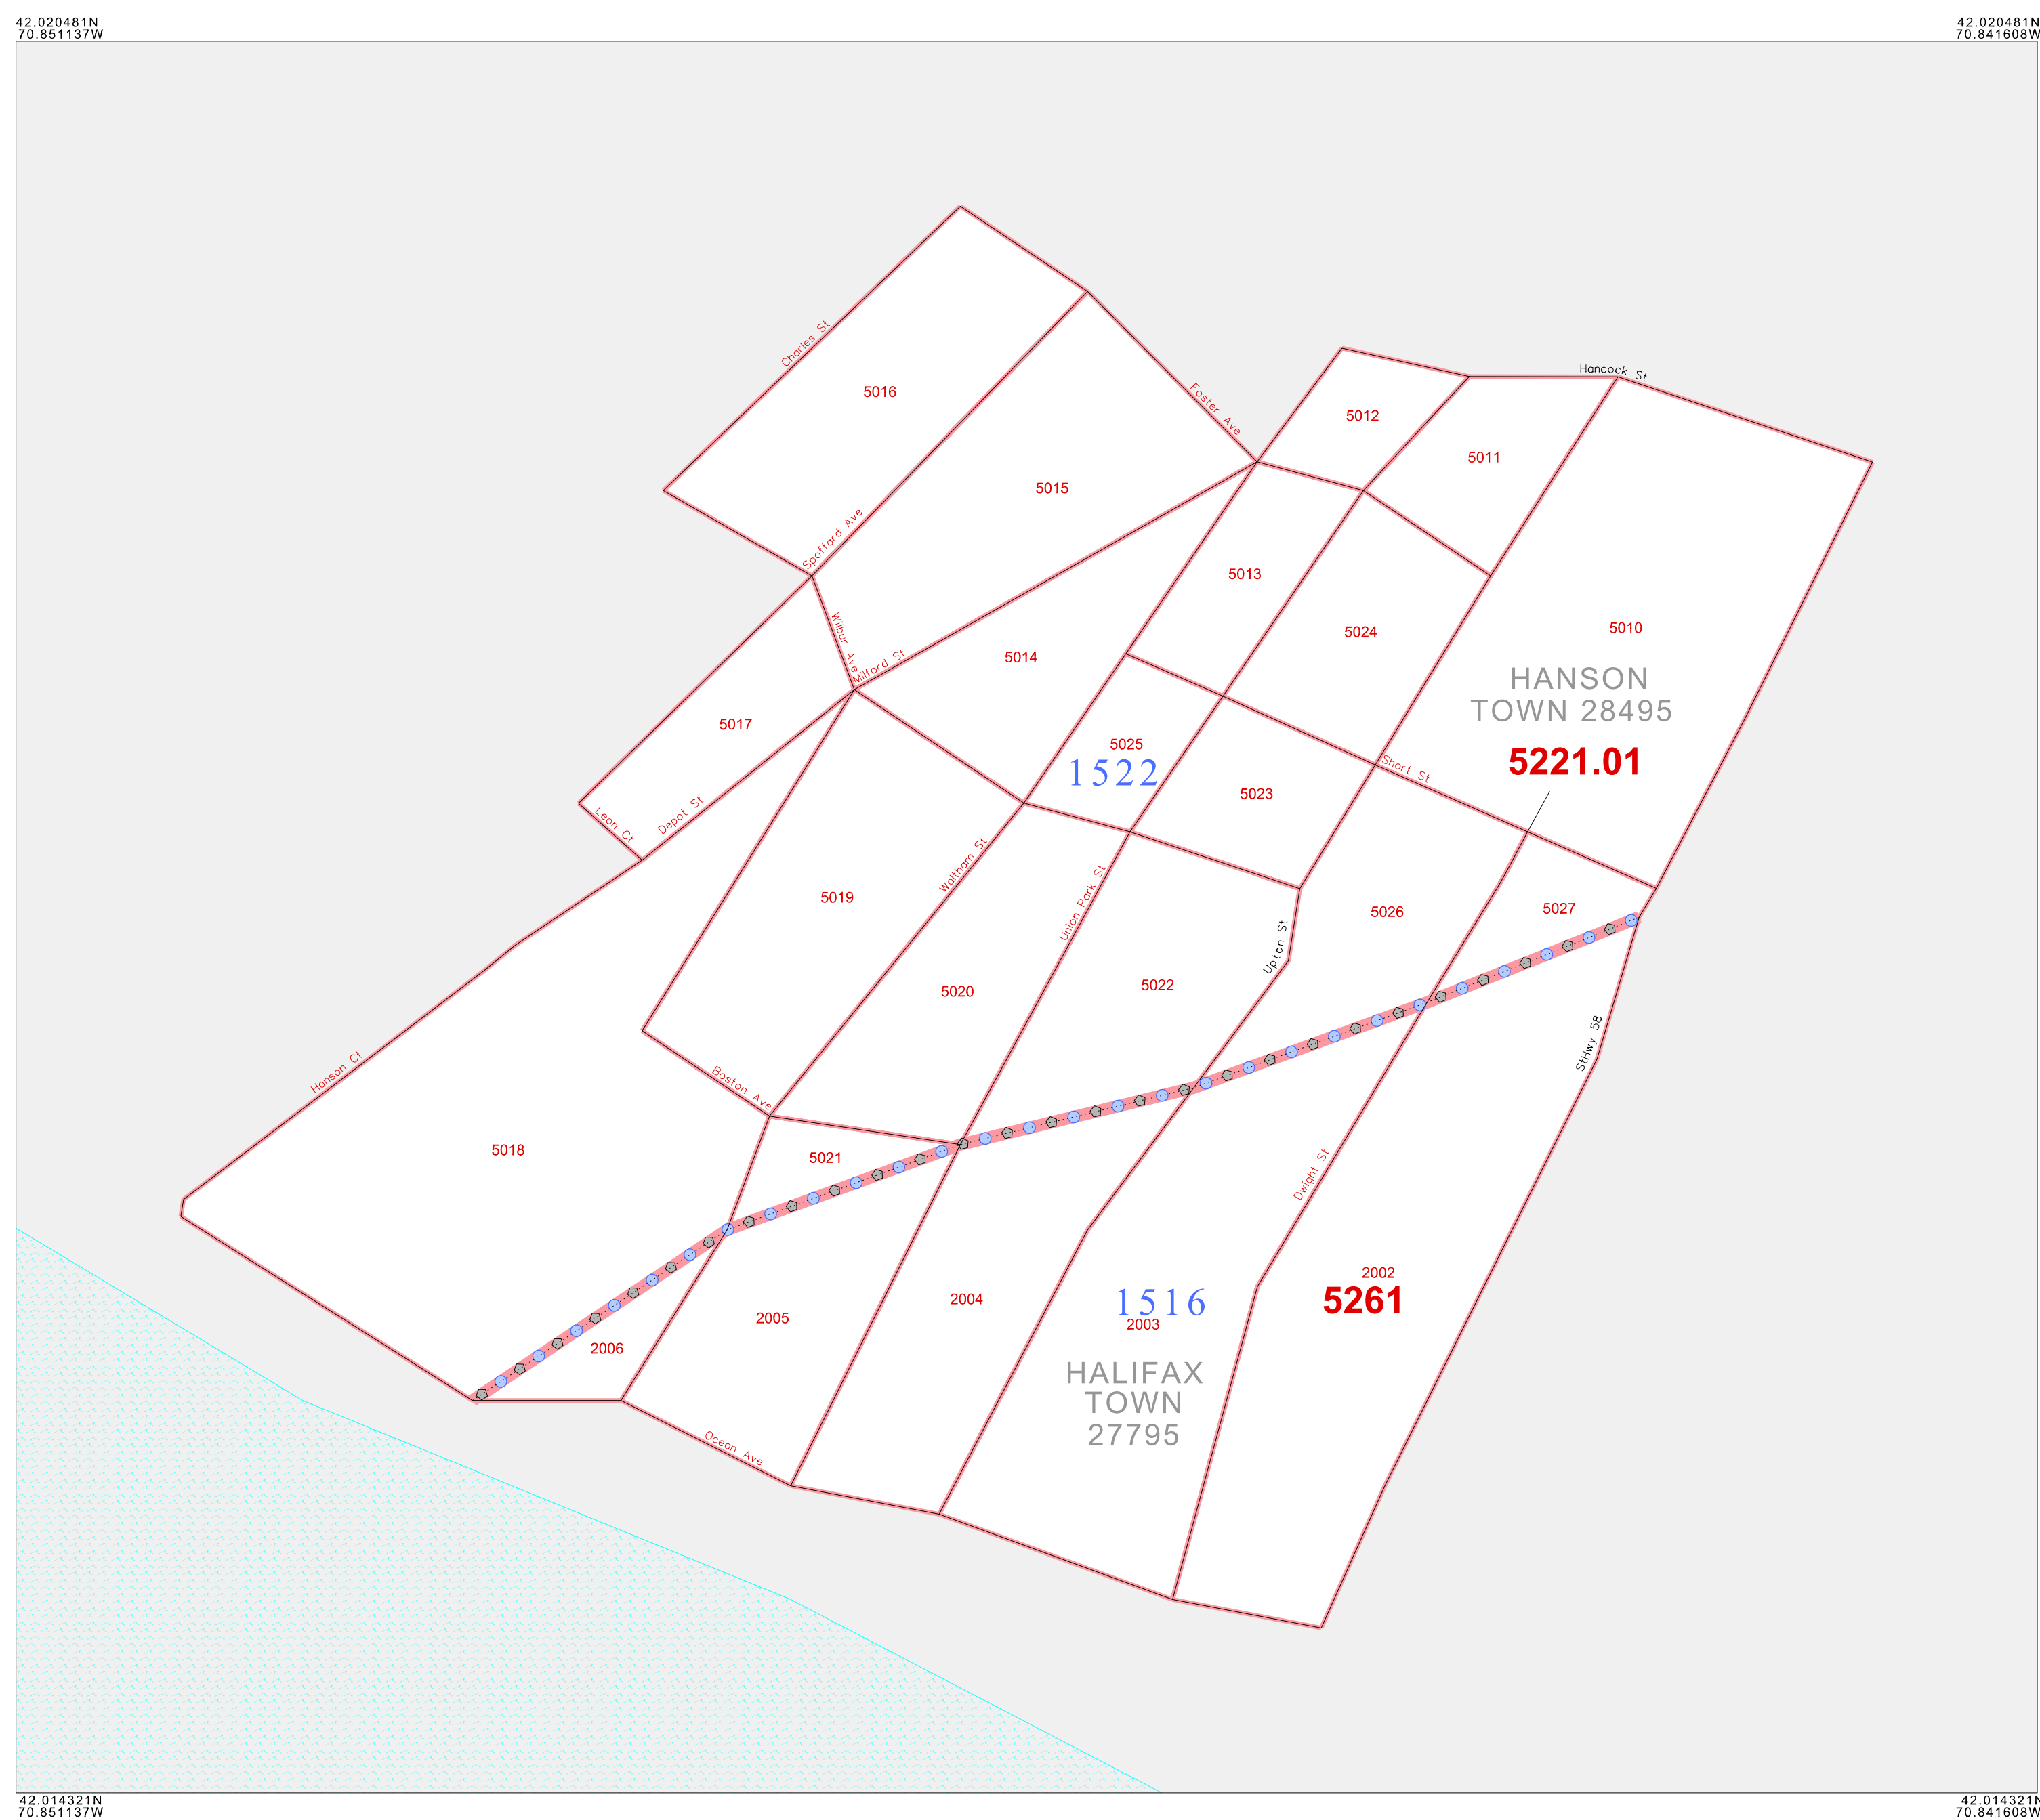 42.020481N
70.851137W
42.020481N
70.841608W
Charles St
5016
Foster Ave
Hancock St
5012
5011
5015
Spoffard Ave
5013
Wilbur Ave
Milford St
5014
5024
5010
HANSON
TOWN 28495
5221.01
5017
5025
1522
Short St
5023
Leon Ct
Depot St
Waltham St
Union Park St
5019
5026
5027
Upton St
5020
5022
StHwy 58
Hanson Ct
Boston Ave
5018
5021
Dwight St
2002
5261
2004
1516
2003
2005
2006
HALIFAX
TOWN
27795
Ocean Ave
42.014321N
70.851137W
42.014321N
70.841608W